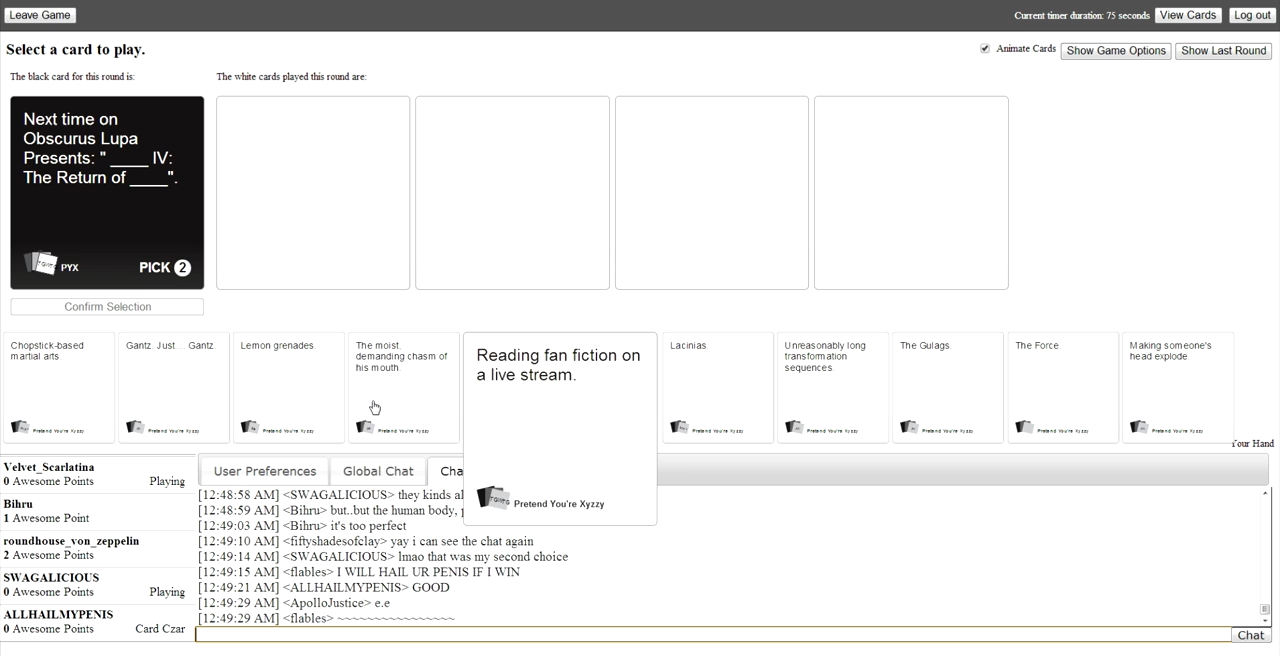 Leave Game
Current timer duration: 75 seconds
View Cards
Log out
Select a card to play.
Animate Cards
Show Game Options
Show Last Round
The black card for this round is:
The white cards played this round are:
Next time on
Obscurus Lupa
Presents: " ____ IV:
The Return of ____".
PYX
PICK 2
Confirm Selection
Chopstick-based
martial arts
Pretend You're Xyzzy
Gantz. Just... Gantz.
Pretend You're Xyzzy
Lemon grenades.
Pretend You're Xyzzy
The moist,
demanding chasm of
his mouth.
Pretend You're Xyzzy
Reading fan fiction on
a live stream.
TGWTG
Pretend You're Xyzzy
Lacinias.
Pretend You're Xyzzy
Unreasonably long
transformation
sequences.
Pretend You're Xyzzy
The Gulags.
Pretend You're Xyzzy
The Force.
Pretend You're Xyzzy
Making someone's
head explode
Pretend You're Xyzzy
Your Hand
Velvet_Scarlatina
0 Awesome Points
Playing
Bihru
1 Awesome Point
roundhouse_von_zeppelin
2 Awesome Points
SWAGALICIOUS
0 Awesome Points
Playing
ALLHAILMYPENIS
0 Awesome Points
Card Czar
User Preferences
Global Chat
Cha
[12:48:58 AM] <SWAGALICIOUS> they kinds al
[12:48:59 AM] <Bihru> but..but the human body,
[12:49:03 AM] <Bihru> it's too perfect
[12:49:10 AM] <fiftyshadesofclay> yay i can see the chat again
[12:49:14 AM] <SWAGALICIOUS> lmao that was my second choice
[12:49:15 AM] <flables> I WILL HAIL UR PENIS IF I WIN
[12:49:21 AM] <ALLHAILMYPENIS> GOOD
[12:49:29 AM] <ApolloJustice> e.e
[12:49:29 AM] <flables> ~~~~~~~~~~~~~~~~
Chat